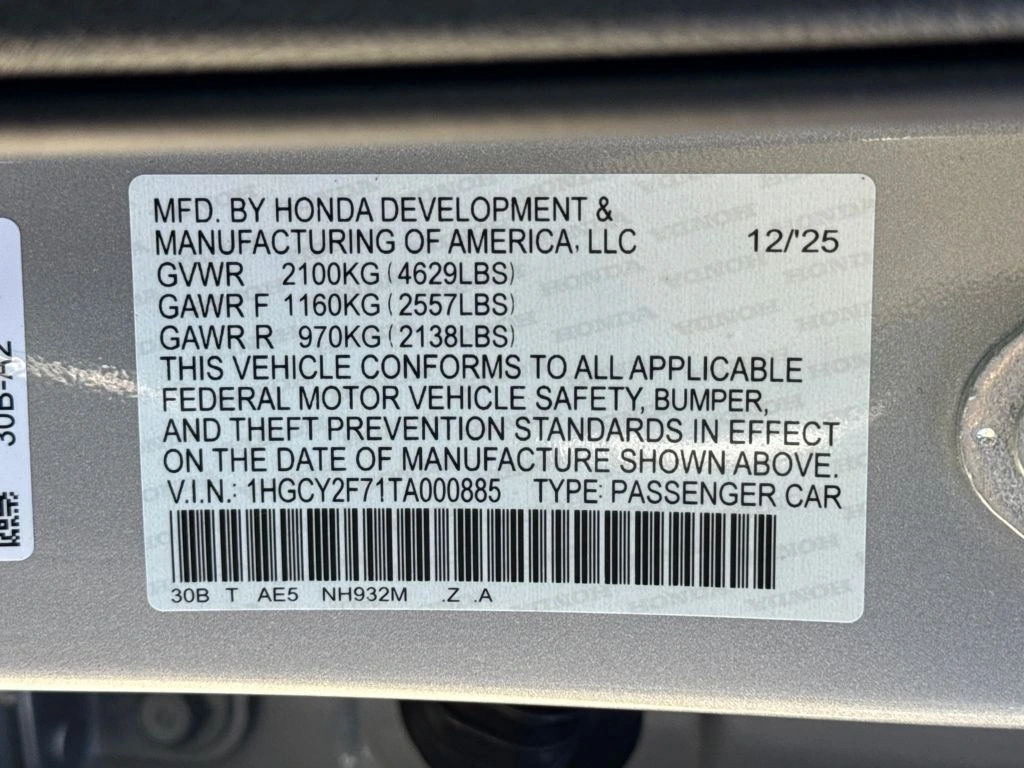 MFD. BY HONDA DEVELOPMENT &
MANUFACTURING OF AMERICA, LLC 12/'25
GVWR 2100KG (4629LBS)
GAWR F 1160KG (2557LBS)
GAWR R 970KG (2138LBS)
THIS VEHICLE CONFORMS TO ALL APPLICABLE
FEDERAL MOTOR VEHICLE SAFETY, BUMPER,
AND THEFT PREVENTION STANDARDS IN EFFECT
ON THE DATE OF MANUFACTURE SHOWN ABOVE.
V.I.N.: 1HGCY2F71TA000885 TYPE: PASSENGER CAR
30B T AE5 NH932M .Z .A
30B-A2